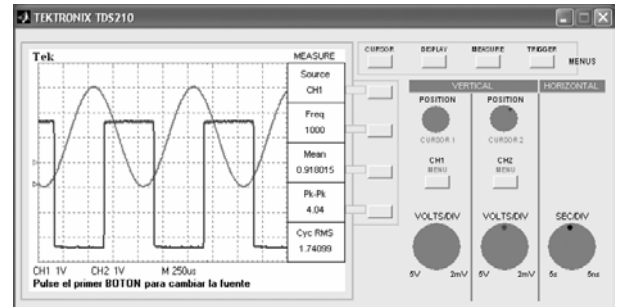 TEKTRONIX TDS210
Tek
MEASURE
Source
CH1
Freq
1000
Mean
0.918015
Pk-Pk
4.04
Cyc RMS
1.74099
CH1 1V CH2 1V M 250us
Pulse el primer BOTON para cambiar la fuente
CURSOR DISPLAY MEASURE TRIGGER
MENUS
VERTICAL HORIZONTAL
POSITION POSITION
CURSOR 1 CURSOR 2
CH1 CH2
MENU MENU
VOLTS/DIV VOLTS/DIV SEC/DIV
5V 2mV 5V 2mV 5s 5ns